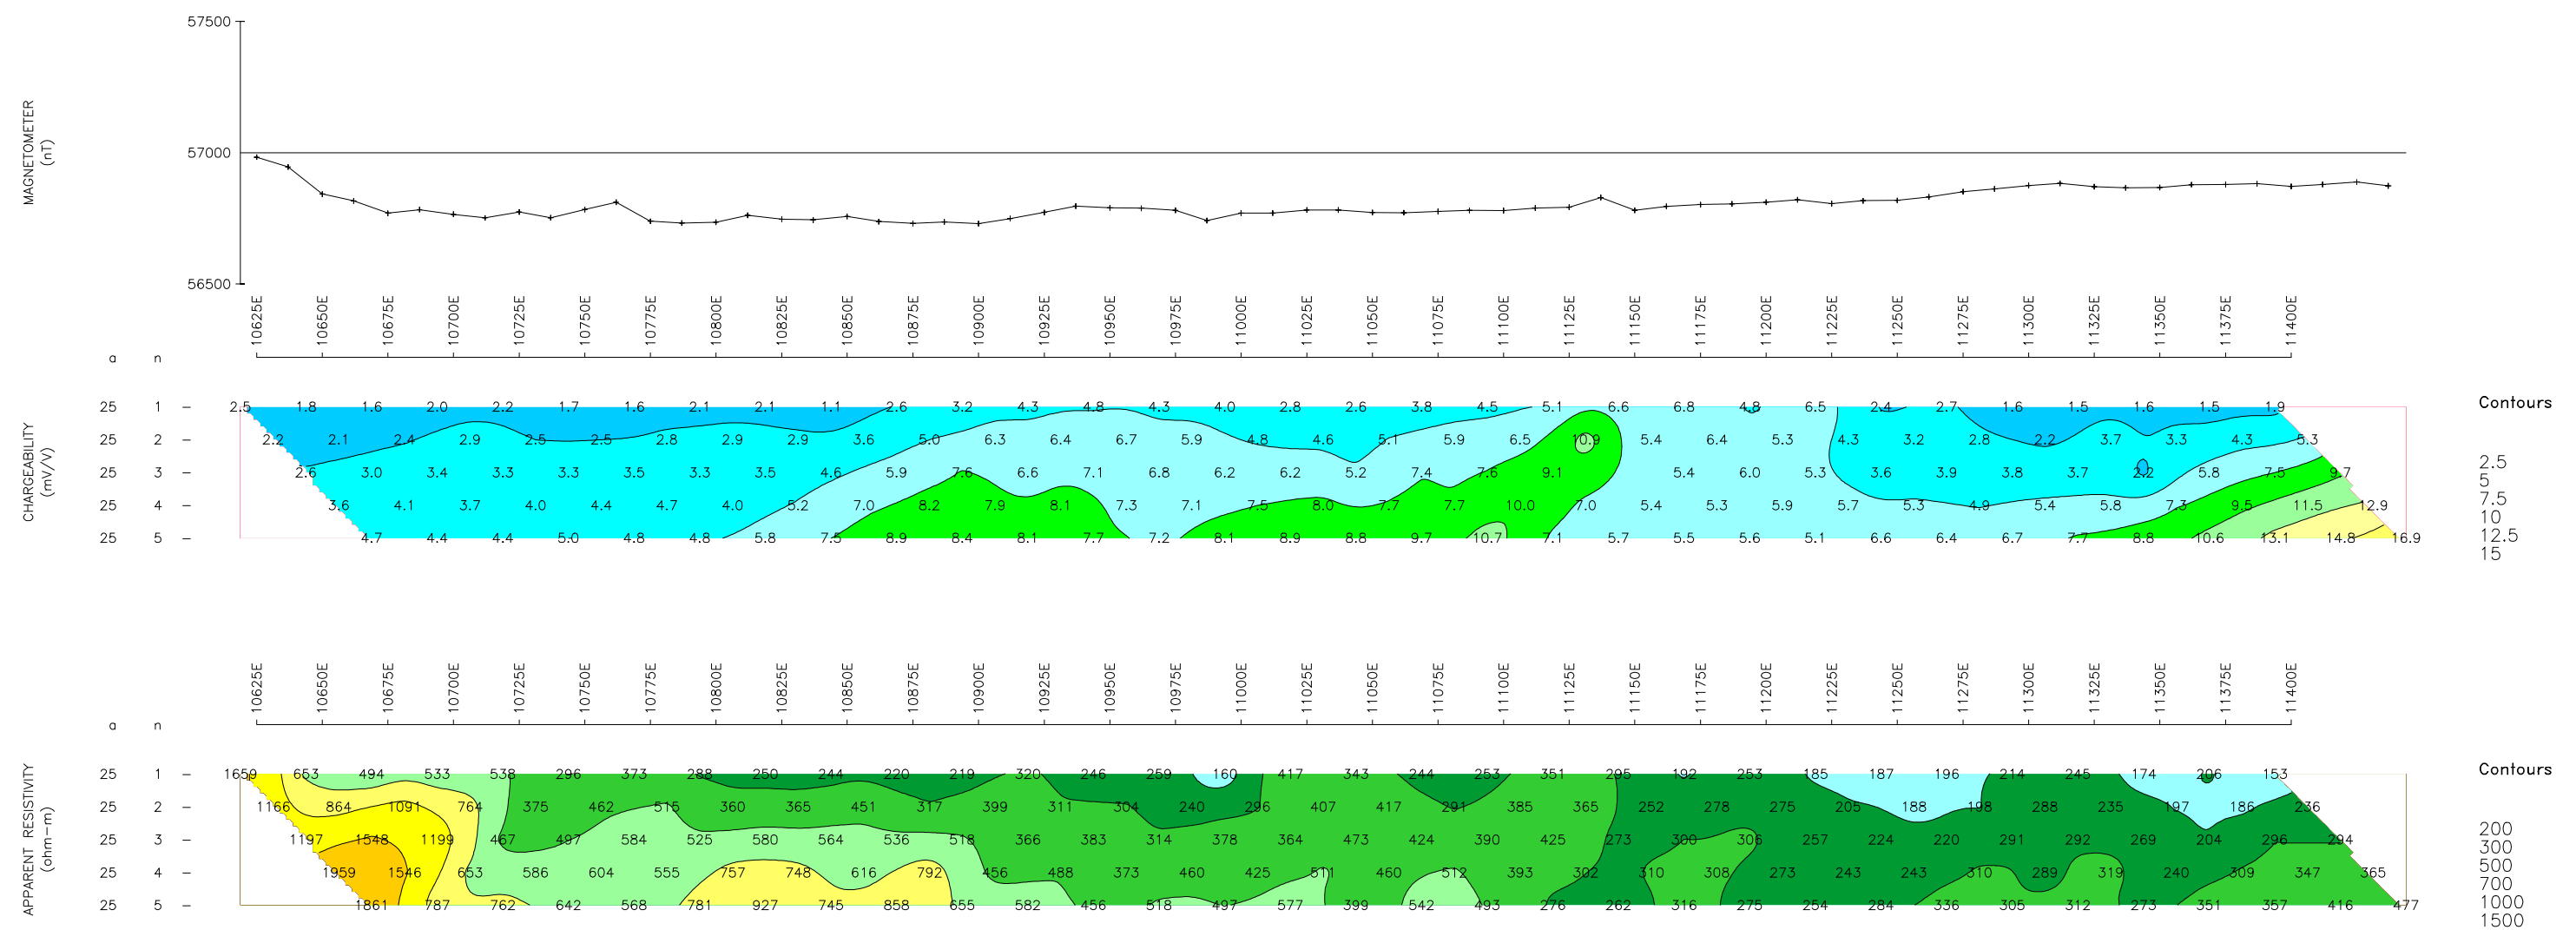 57500
MAGNETOMETER
(nT)
57000
56500
10625E 10650E 10675E 10700E 10725E 10750E 10775E 10800E 10825E 10850E 10875E 10900E 10925E 10950E 10975E 11000E 11025E 11050E 11075E 11100E 11125E 11150E 11175E 11200E 11225E 11250E 11275E 11300E 11325E 11350E 11375E 11400E
a n
CHARGEABILITY
(mV/V)
25 1 – 2.5 1.8 1.6 2.0 2.2 1.7 1.6 2.1 2.1 1.1 2.6 3.2 4.3 4.8 4.3 4.0 2.8 2.6 3.8 4.5 5.1 6.6 6.8 4.8 6.5 2.4 2.7 1.6 1.5 1.6 1.5 1.9
25 2 – 2.2 2.1 2.4 2.9 2.5 2.5 2.8 2.9 2.9 3.6 5.0 6.3 6.4 6.7 5.9 4.8 4.6 5.1 5.9 6.5 10.9 5.4 6.4 5.3 4.3 3.2 2.8 2.2 3.7 3.3 4.3 5.3
25 3 – 2.6 3.0 3.4 3.3 3.3 3.5 3.3 3.5 4.6 5.9 7.6 6.6 7.1 6.8 6.2 6.2 5.2 7.4 7.6 9.1 5.4 6.0 5.3 3.6 3.9 3.8 3.7 2.2 5.8 7.5 9.7
25 4 – 3.6 4.1 3.7 4.0 4.4 4.7 4.0 5.2 7.0 8.2 7.9 8.1 7.3 7.1 7.5 8.0 7.7 7.7 10.0 7.0 5.4 5.3 5.9 5.7 5.3 4.9 5.4 5.8 7.3 9.5 11.5 12.9
25 5 – 4.7 4.4 4.4 5.0 4.8 4.8 5.8 7.5 8.9 8.4 8.1 7.7 7.2 8.1 8.9 8.8 9.7 10.7 7.1 5.7 5.5 5.6 5.1 6.6 6.4 6.7 7.7 8.8 10.6 13.1 14.8 16.9
Contours
2.5
5
7.5
10
12.5
15
10625E 10650E 10675E 10700E 10725E 10750E 10775E 10800E 10825E 10850E 10875E 10900E 10925E 10950E 10975E 11000E 11025E 11050E 11075E 11100E 11125E 11150E 11175E 11200E 11225E 11250E 11275E 11300E 11325E 11350E 11375E 11400E
a n
APPARENT RESISTIVITY
(ohm-m)
25 1 – 1659 653 494 533 538 296 373 288 250 244 220 219 320 246 259 160 417 343 244 253 351 295 192 253 185 187 196 214 245 174 206 153
25 2 – 1166 864 1091 764 375 462 515 360 365 451 317 399 311 304 240 296 407 417 291 385 365 252 278 275 205 188 198 288 235 197 186 236
25 3 – 1197 1548 1199 467 497 584 525 580 564 536 518 366 383 314 378 364 473 424 390 425 273 300 306 257 224 220 291 292 269 204 296 294
25 4 – 1959 1546 653 586 604 555 757 748 616 792 456 488 373 460 425 511 460 512 393 302 310 308 273 243 243 310 289 319 240 309 347 365
25 5 – 1861 787 762 642 568 781 927 745 858 655 582 456 518 497 577 399 542 493 276 262 316 275 254 284 336 305 312 273 351 357 416 477
Contours
200
300
500
700
1000
1500